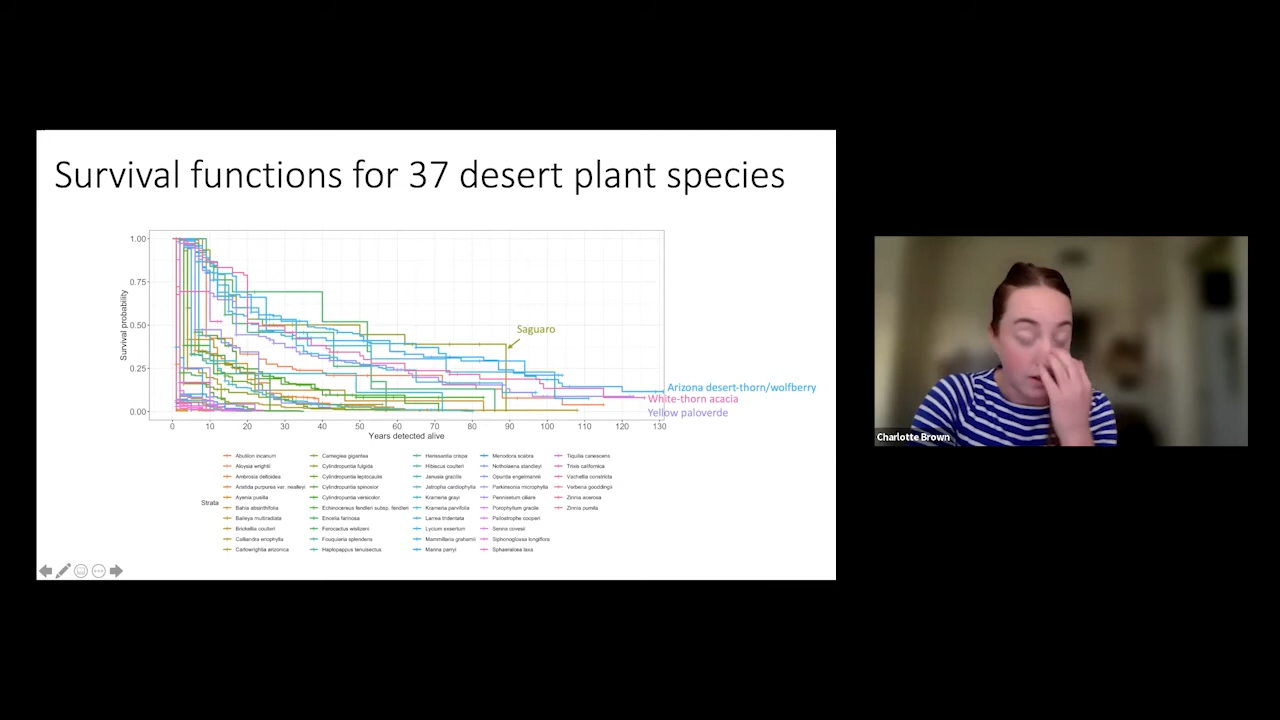 Survival functions for 37 desert plant species
1.00
0.75
0.50
0.25
0.00
Survival probability
0 10 20 30 40 50 60 70 80 90 100 110 120 130
Years detected alive
Saguaro
Arizona desert-thorn/wolfberry
White-thorn acacia
Yellow paloverde
Strata
Abutilon incanum
Aloysia wrightii
Ambrosia deltoidea
Aristida purpurea var. nealleyi
Ayenia pusilla
Bahia absinthifolia
Baileya multiradiata
Brickellia coulteri
Calliandra eriophylla
Carlowrightia arizonica
Carnegiea gigantea
Cylindropuntia fulgida
Cylindropuntia leptocaulis
Cylindropuntia spinosior
Cylindropuntia versicolor
Echinocereus fendleri subsp. fendleri
Encelia farinosa
Ferocactus wislizeni
Fouquieria splendens
Haplopappus tenuisectus
Herissantia crispa
Hibiscus coulteri
Janusia gracilis
Jatropha cardiophylla
Krameria grayi
Krameria parvifolia
Larrea tridentata
Lycium exsertum
Mammillaria grahamii
Marina parryi
Menodora scabra
Notholaena standleyi
Opuntia engelmannii
Parkinsonia microphylla
Pennisetum ciliare
Porophyllum gracile
Psilostrophe cooperi
Senna covesii
Siphonoglossa longiflora
Sphaeralcea laxa
Tiquilia canescens
Trixis californica
Vachellia constricta
Verbena gooddingii
Zinnia acerosa
Zinnia pumila
Charlotte Brown